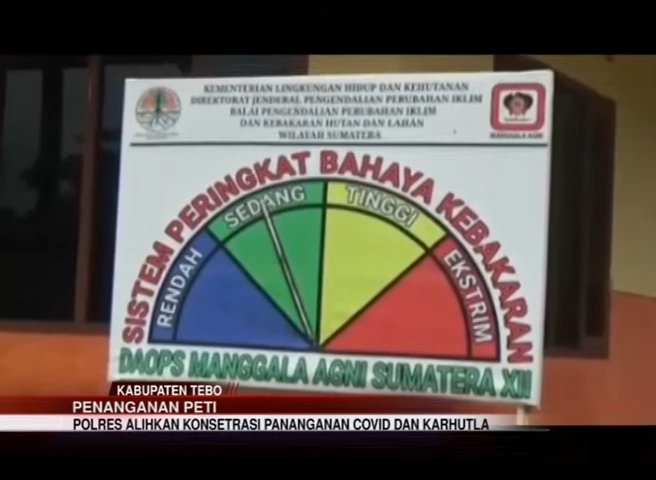 KEMENTERIAN LINGKUNGAN HIDUP DAN KEHUTANAN
DIREKTORAT JENDERAL PENGENDALIAN PERUBAHAN IKLIM
BALAI PENGENDALIAN PERUBAHAN IKLIM
DAN KEBAKARAN HUTAN DAN LAHAN
WILAYAH SUMATERA
MANGGALA AGNI
SISTEM PERINGKAT BAHAYA KEBAKARAN
RENDAH
SEDANG
TINGGI
EKSTRIM
DAOPS MANGGALA AGNI SUMATERA XII
KABUPATEN TEBO
PENANGANAN PETI
POLRES ALIHKAN KONSETRASI PANANGANAN COVID DAN KARHUTLA